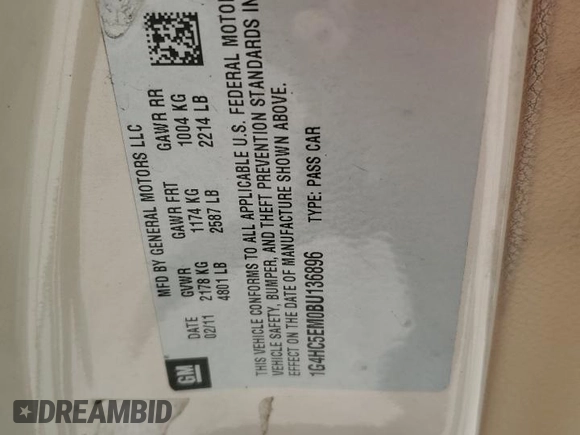 GM
MFD BY GENERAL MOTORS LLC
DATE GVWR GAWR FRT GAWR RR
02/11 2178 KG 1174 KG 1004 KG
4801 LB 2587 LB 2214 LB
THIS VEHICLE CONFORMS TO ALL APPLICABLE U.S. FEDERAL MOTOR
VEHICLE SAFETY, BUMPER, AND THEFT PREVENTION STANDARDS IN
EFFECT ON THE DATE OF MANUFACTURE SHOWN ABOVE.
1G4HC5EM0BU136896 TYPE: PASS CAR
DREAMBID